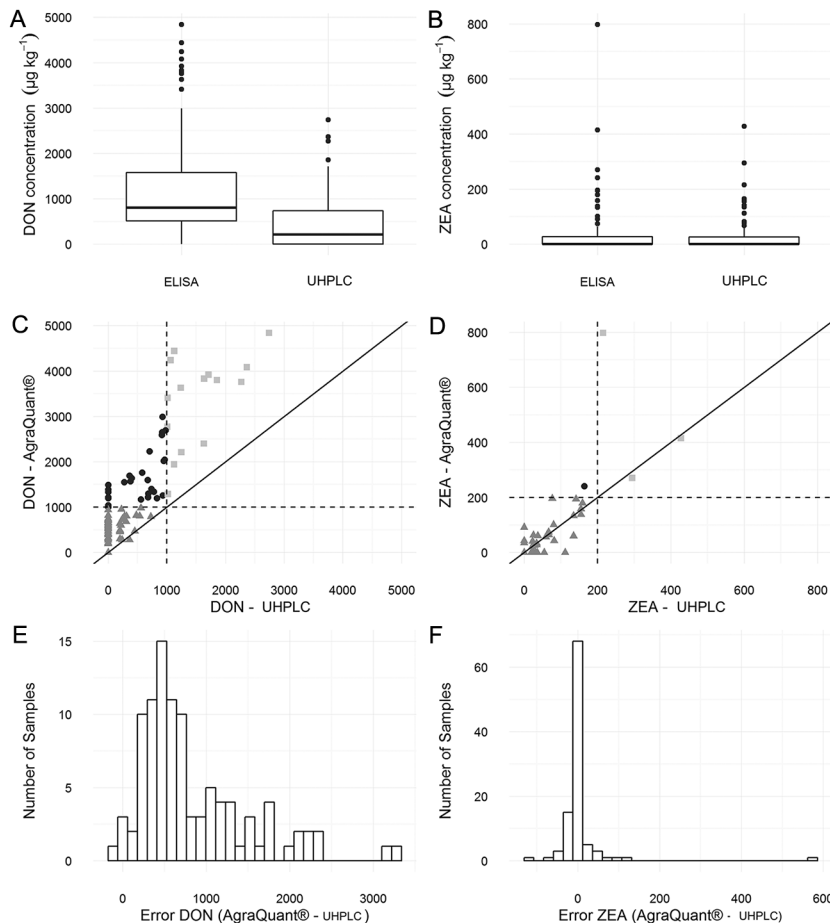 A
DON concentration (µg kg⁻¹)
5000
4000
3000
2000
1000
0
ELISA
UHPLC
B
ZEA concentration (µg kg⁻¹)
800
600
400
200
0
ELISA
UHPLC
C
DON - AgraQuant®
5000
4000
3000
2000
1000
0
0 1000 2000 3000 4000 5000
DON - UHPLC
D
ZEA - AgraQuant®
800
600
400
200
0
0 200 400 600 800
ZEA - UHPLC
E
Number of Samples
15
10
5
0
0 1000 2000 3000
Error DON (AgraQuant® - UHPLC)
F
Number of Samples
60
40
20
0
0 200 400 600
Error ZEA (AgraQuant® - UHPLC)